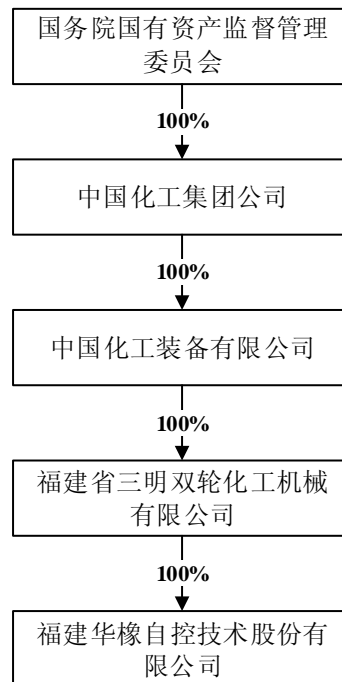 国务院国有资产监督管理
委员会
100%
中国化工集团公司
100%
中国化工装备有限公司
100%
福建省三明双轮化工机械
有限公司
100%
福建华橡自控技术股份有
限公司